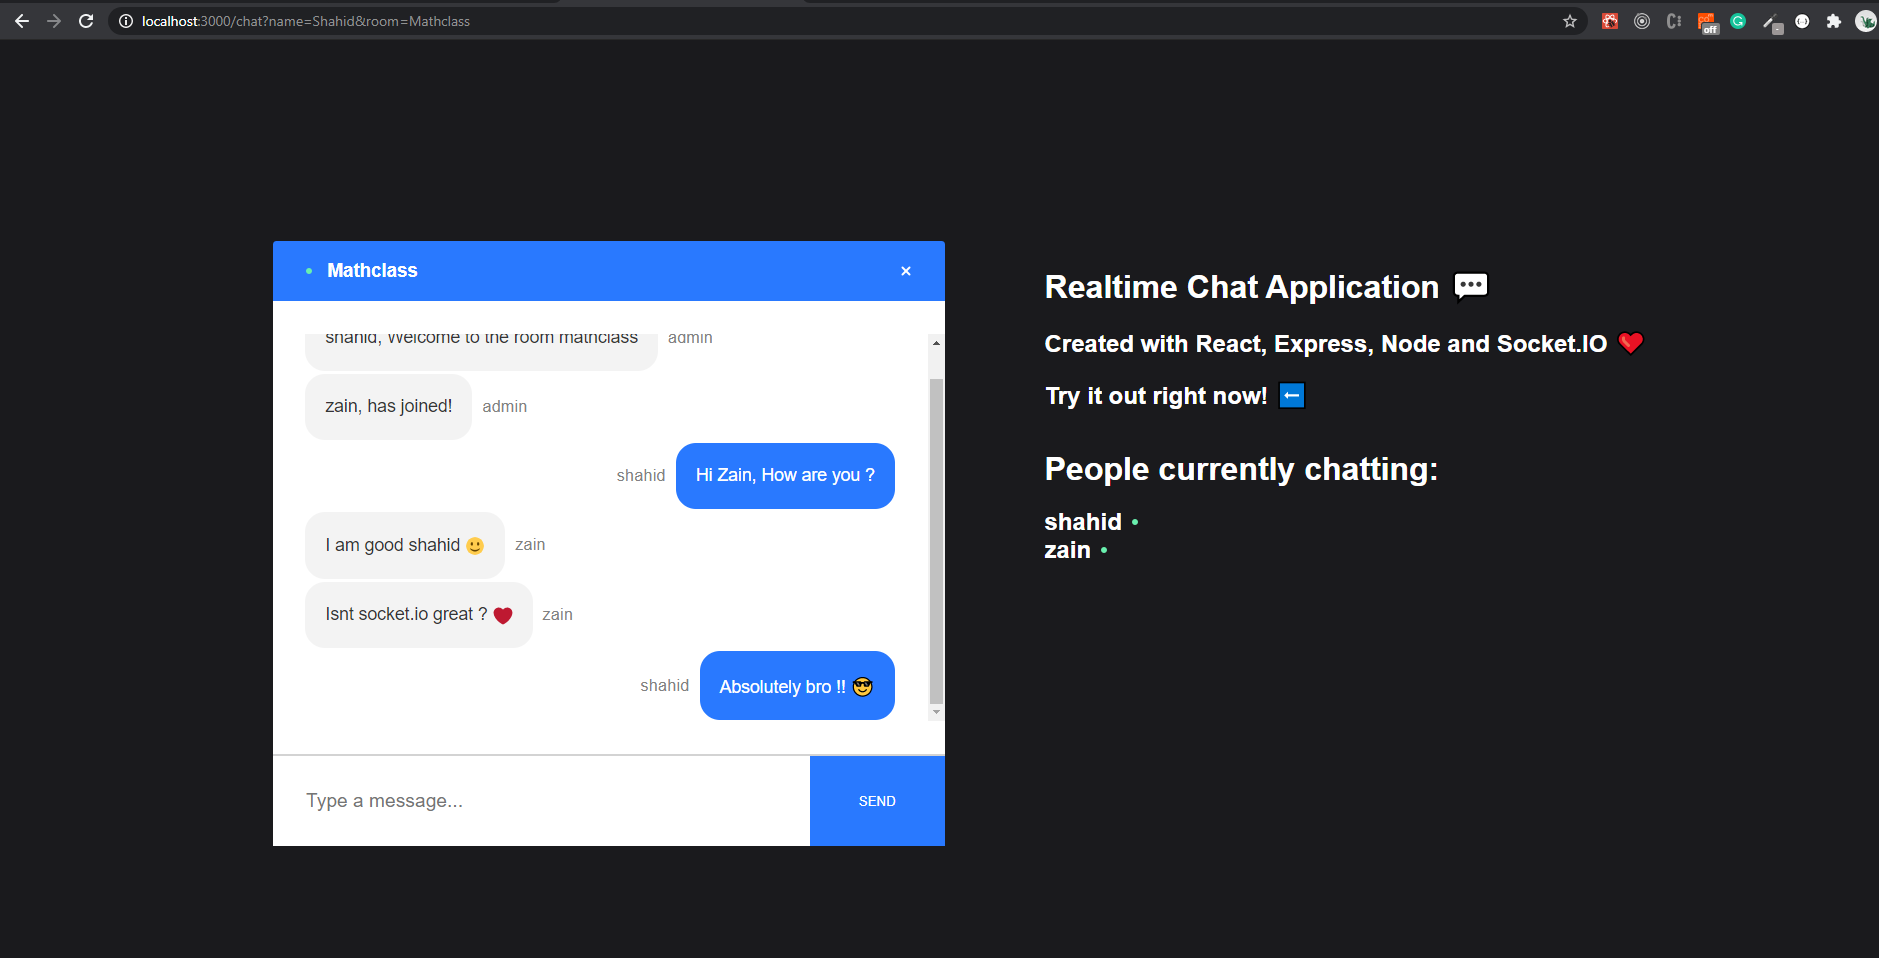 localhost:3000/chat?name=Shahid&room=Mathclass
off
Mathclass
shahid, Welcome to the room mathclass admin
zain, has joined! admin
shahid Hi Zain, How are you ?
I am good shahid 🙂 zain
Isnt socket.io great ? ❤️ zain
shahid Absolutely bro !! 😎
Type a message...
SEND
Realtime Chat Application 💬
Created with React, Express, Node and Socket.IO ❤️
Try it out right now! ⬅️
People currently chatting:
shahid
zain